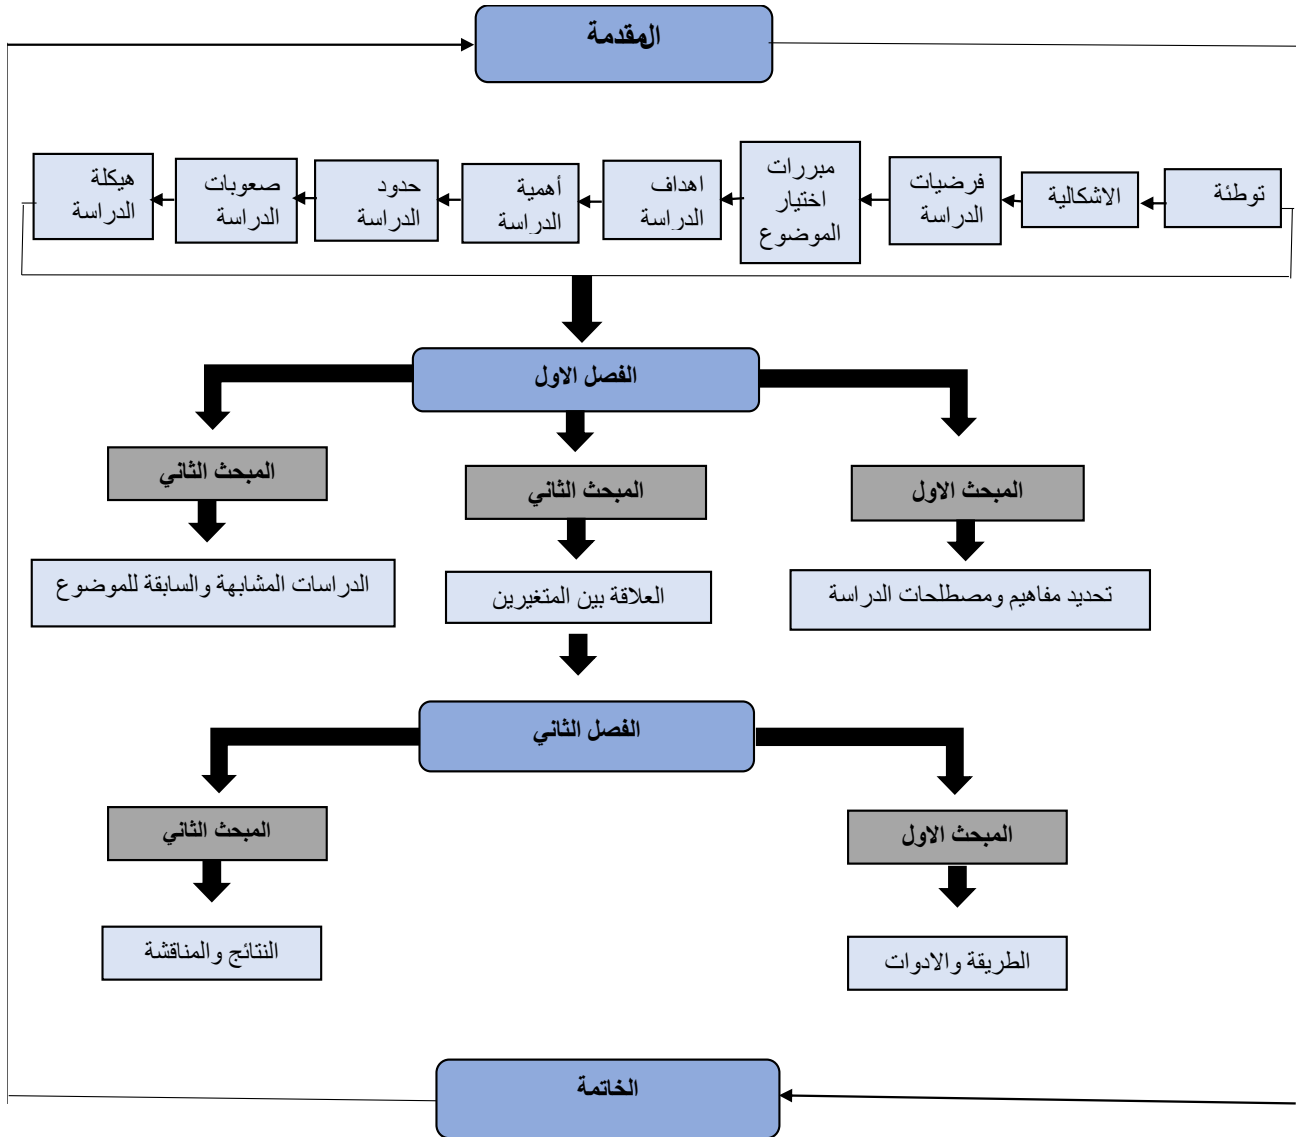 المقدمة
توطئة
الاشكالية
فرضيات
الدراسة
مبررات
اختيار
الموضوع
اهداف
الدراسة
أهمية
الدراسة
حدود
الدراسة
صعوبات
الدراسة
هيكلة
الدراسة
الفصل الاول
المبحث الاول
المبحث الثاني
المبحث الثاني
تحديد مفاهيم ومصطلحات الدراسة
العلاقة بين المتغيرين
الدراسات المشابهة والسابقة للموضوع
الفصل الثاني
المبحث الاول
المبحث الثاني
الطريقة والادوات
النتائج والمناقشة
الخاتمة